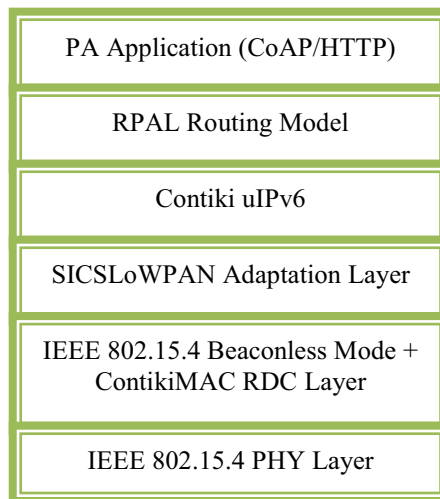 PA Application (CoAP/HTTP)
RPAL Routing Model
Contiki uIPv6
SICSLoWPAN Adaptation Layer
IEEE 802.15.4 Beaconless Mode +
ContikiMAC RDC Layer
IEEE 802.15.4 PHY Layer